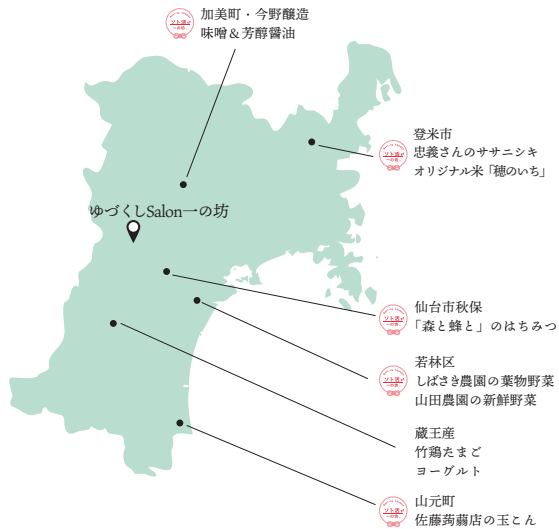 加美町・今野醸造
味噌＆芳醇醤油
登米市
忠義さんのササニシキ
オリジナル米「穂のいち」
ゆづくしSalon一の坊
仙台市秋保
「森と蜂と」のはちみつ
若林区
しばさき農園の葉物野菜
山田農園の新鮮野菜
蔵王産
竹鶏たまご
ヨーグルト
山元町
佐藤蒟蒻店の玉こん